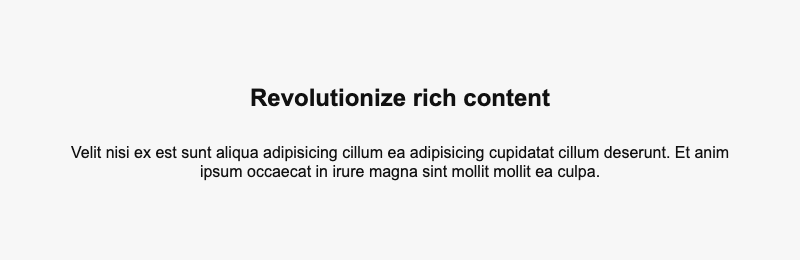 Revolutionize rich content
Velit nisi ex est sunt aliqua adipisicing cillum ea adipisicing cupidatat cillum deserunt. Et anim
ipsum occaecat in irure magna sint mollit mollit ea culpa.